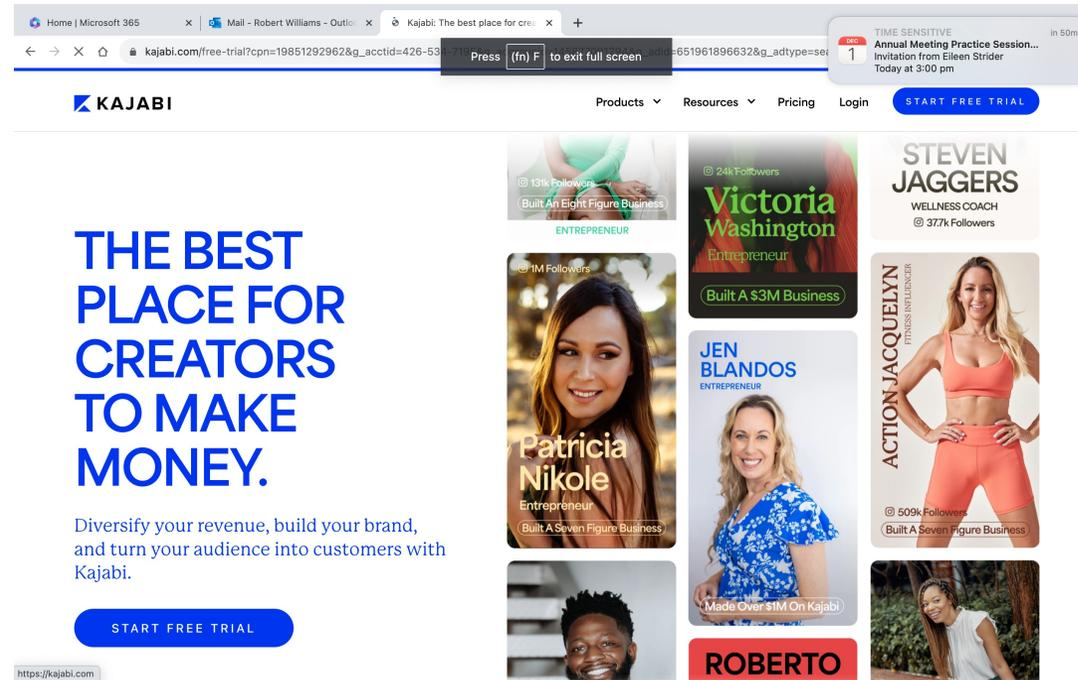 Home | Microsoft 365
Mail - Robert Williams - Outlo
Kajabi: The best place for crea
kajabi.com/free-trial?cpn=19851292962&g_acctid=426-534-
Press (fn) F to exit full screen
DEC
1
TIME SENSITIVE
in 50m
Annual Meeting Practice Session...
Invitation from Eileen Strider
Today at 3:00 pm
KAJABI
Products
Resources
Pricing
Login
START FREE TRIAL
THE BEST
PLACE FOR
CREATORS
TO MAKE
MONEY.
Diversify your revenue, build your brand,
and turn your audience into customers with
Kajabi.
START FREE TRIAL
131k Followers
Built An Eight Figure Business
ENTREPRENEUR
1M Followers
Patricia
Nikole
Entrepreneur
Built A Seven Figure Business
24k Followers
Victoria
Washington
Entrepreneur
Built A $3M Business
JEN
BLANDOS
ENTREPRENEUR
Made Over $1M On Kajabi
ROBERTO
STEVEN
JAGGERS
WELLNESS COACH
37.7k Followers
ACTION JACQUELYN
FITNESS INFLUENCER
509k Followers
Built A Seven Figure Business
https://kajabi.com